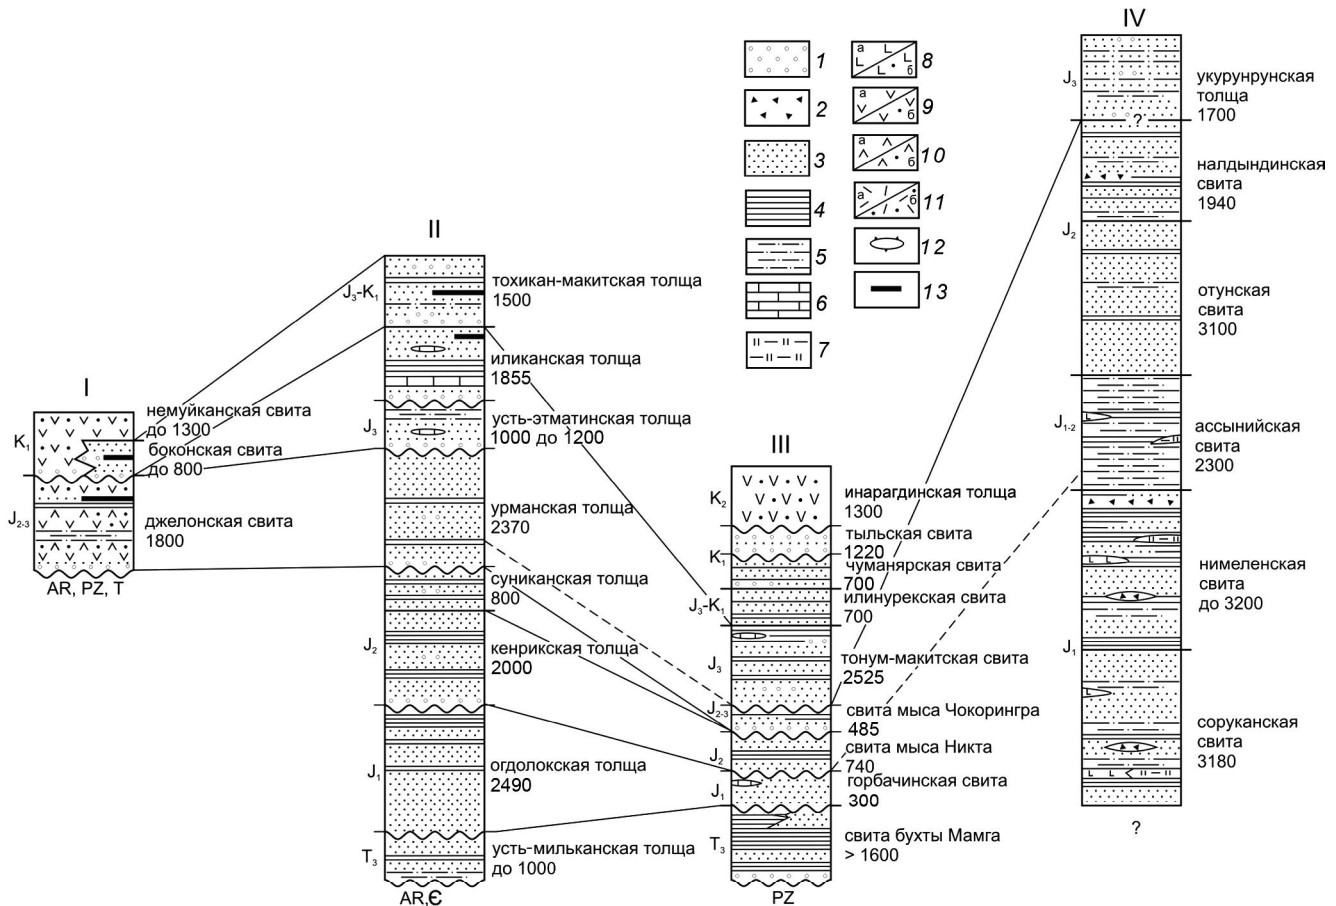 I
K1
J2-3
AR, PZ, T
немуйканская свита
до 1300
боконская свита
до 800
джелонская свита
1800
II
J3-K1
J3
J2
J1
T3
AR,Є
тохикан-макитская толща
1500
иликанская толща
1855
усть-этматинская толща
1000 до 1200
урманская толща
2370
суниканская толща
800
кенрикская толща
2000
огдолокская толща
2490
усть-мильканская толща
до 1000
III
K2
K1
J3-K1
J3
J2-3
J2
J1
T3
PZ
инарагдинская толща
1300
тыльская свита
1220
чуманярская свита
700
илинурекская свита
700
тонум-макитская свита
2525
свита мыса Чокорингра
485
свита мыса Никта
740
горбачинская свита
300
свита бухты Мамга
> 1600
1
2
3
4
5
6
7
а б 8
а б 9
а б 10
а б 11
12
13
IV
J3
?
J2
J1-2
J1
?
укурунрунская
толща
1700
налдындинская
свита
1940
отунская
свита
3100
ассынийская
свита
2300
нимеленская
свита
до 3200
соруканская
свита
3180